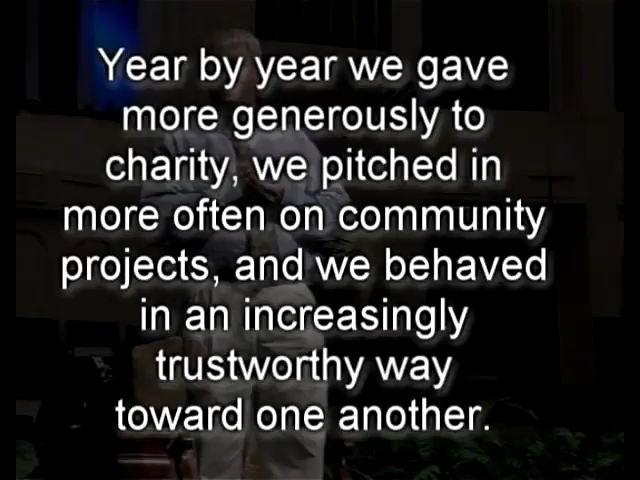 Year by year we gave
more generously to
charity, we pitched in
more often on community
projects, and we behaved
in an increasingly
trustworthy way
toward one another.